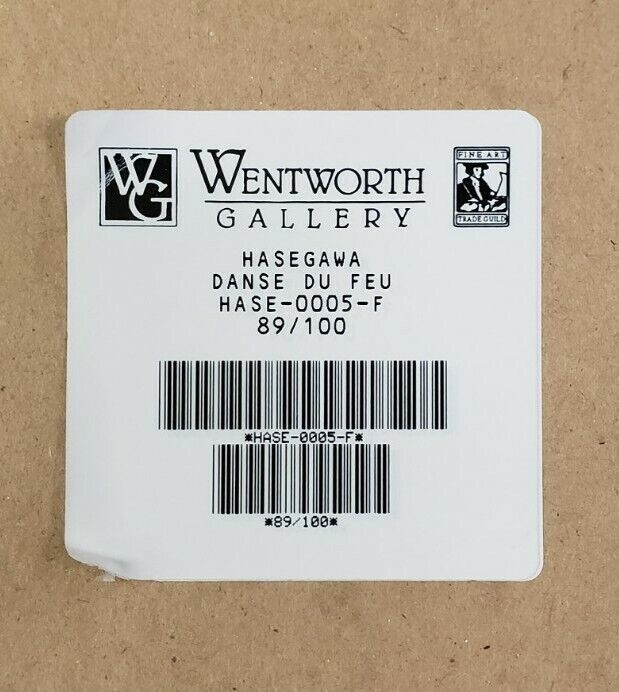 WG
WENTWORTH
GALLERY
FINE ART
TRADE GUILD
HASEGAWA
DANSE DU FEU
HASE-0005-F
89/100
*HASE-0005-F*
*89/100*